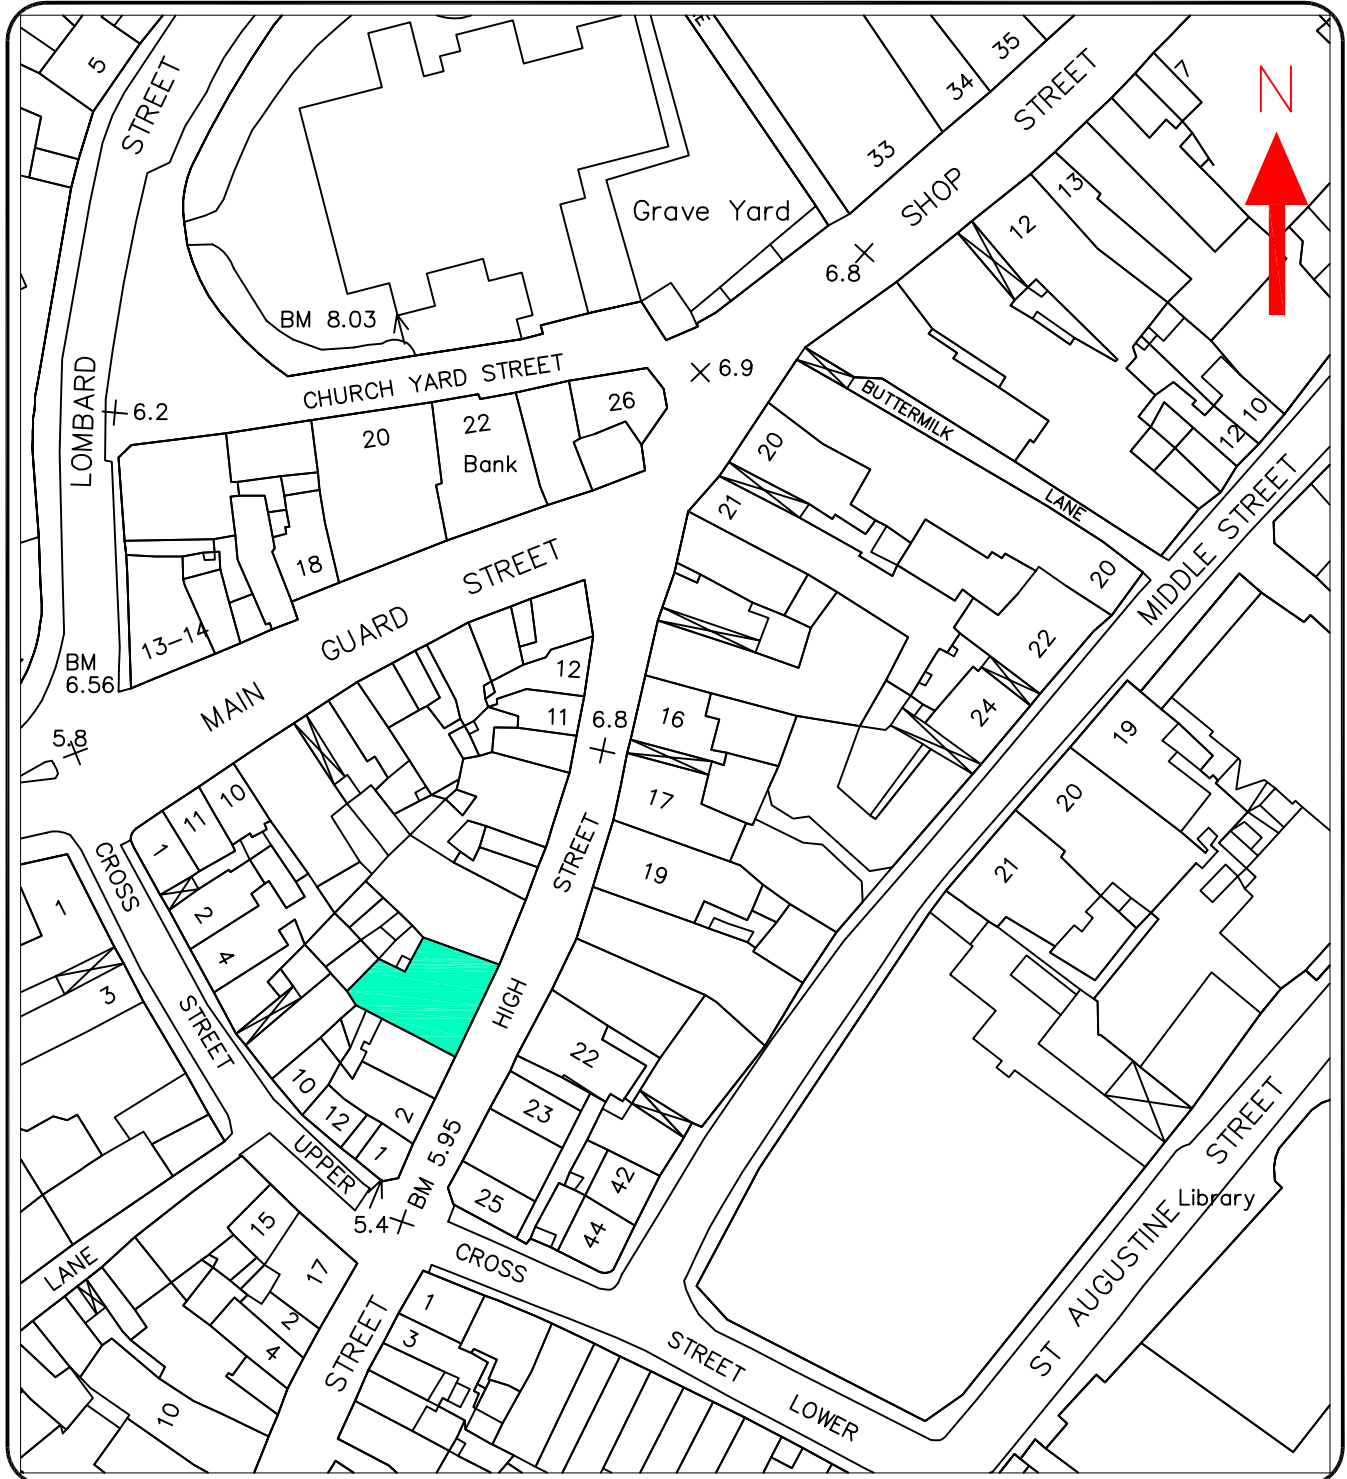 5
STREET
35
34
33
STREET
SHOP
7
N
13
12
Grave Yard
6.8
BM 8.03
CHURCH YARD STREET
6.9
LOMBARD
6.2
20
22
Bank
26
BUTTERMILK
LANE
10
12
20
21
MIDDLE STREET
20
22
24
18
13-14
BM
6.56
MAIN
GUARD
STREET
5.8
12
11
6.8
16
17
19
19
20
21
10
11
1
CROSS
2
4
1
3
STREET
STREET
HIGH
22
23
25
42
44
10
12
1
2
UPPER
BM 5.95
5.4
CROSS
STREET
LOWER
LANE
15
17
2
4
10
STREET
1
3
ST AUGUSTINE
STREET
Library